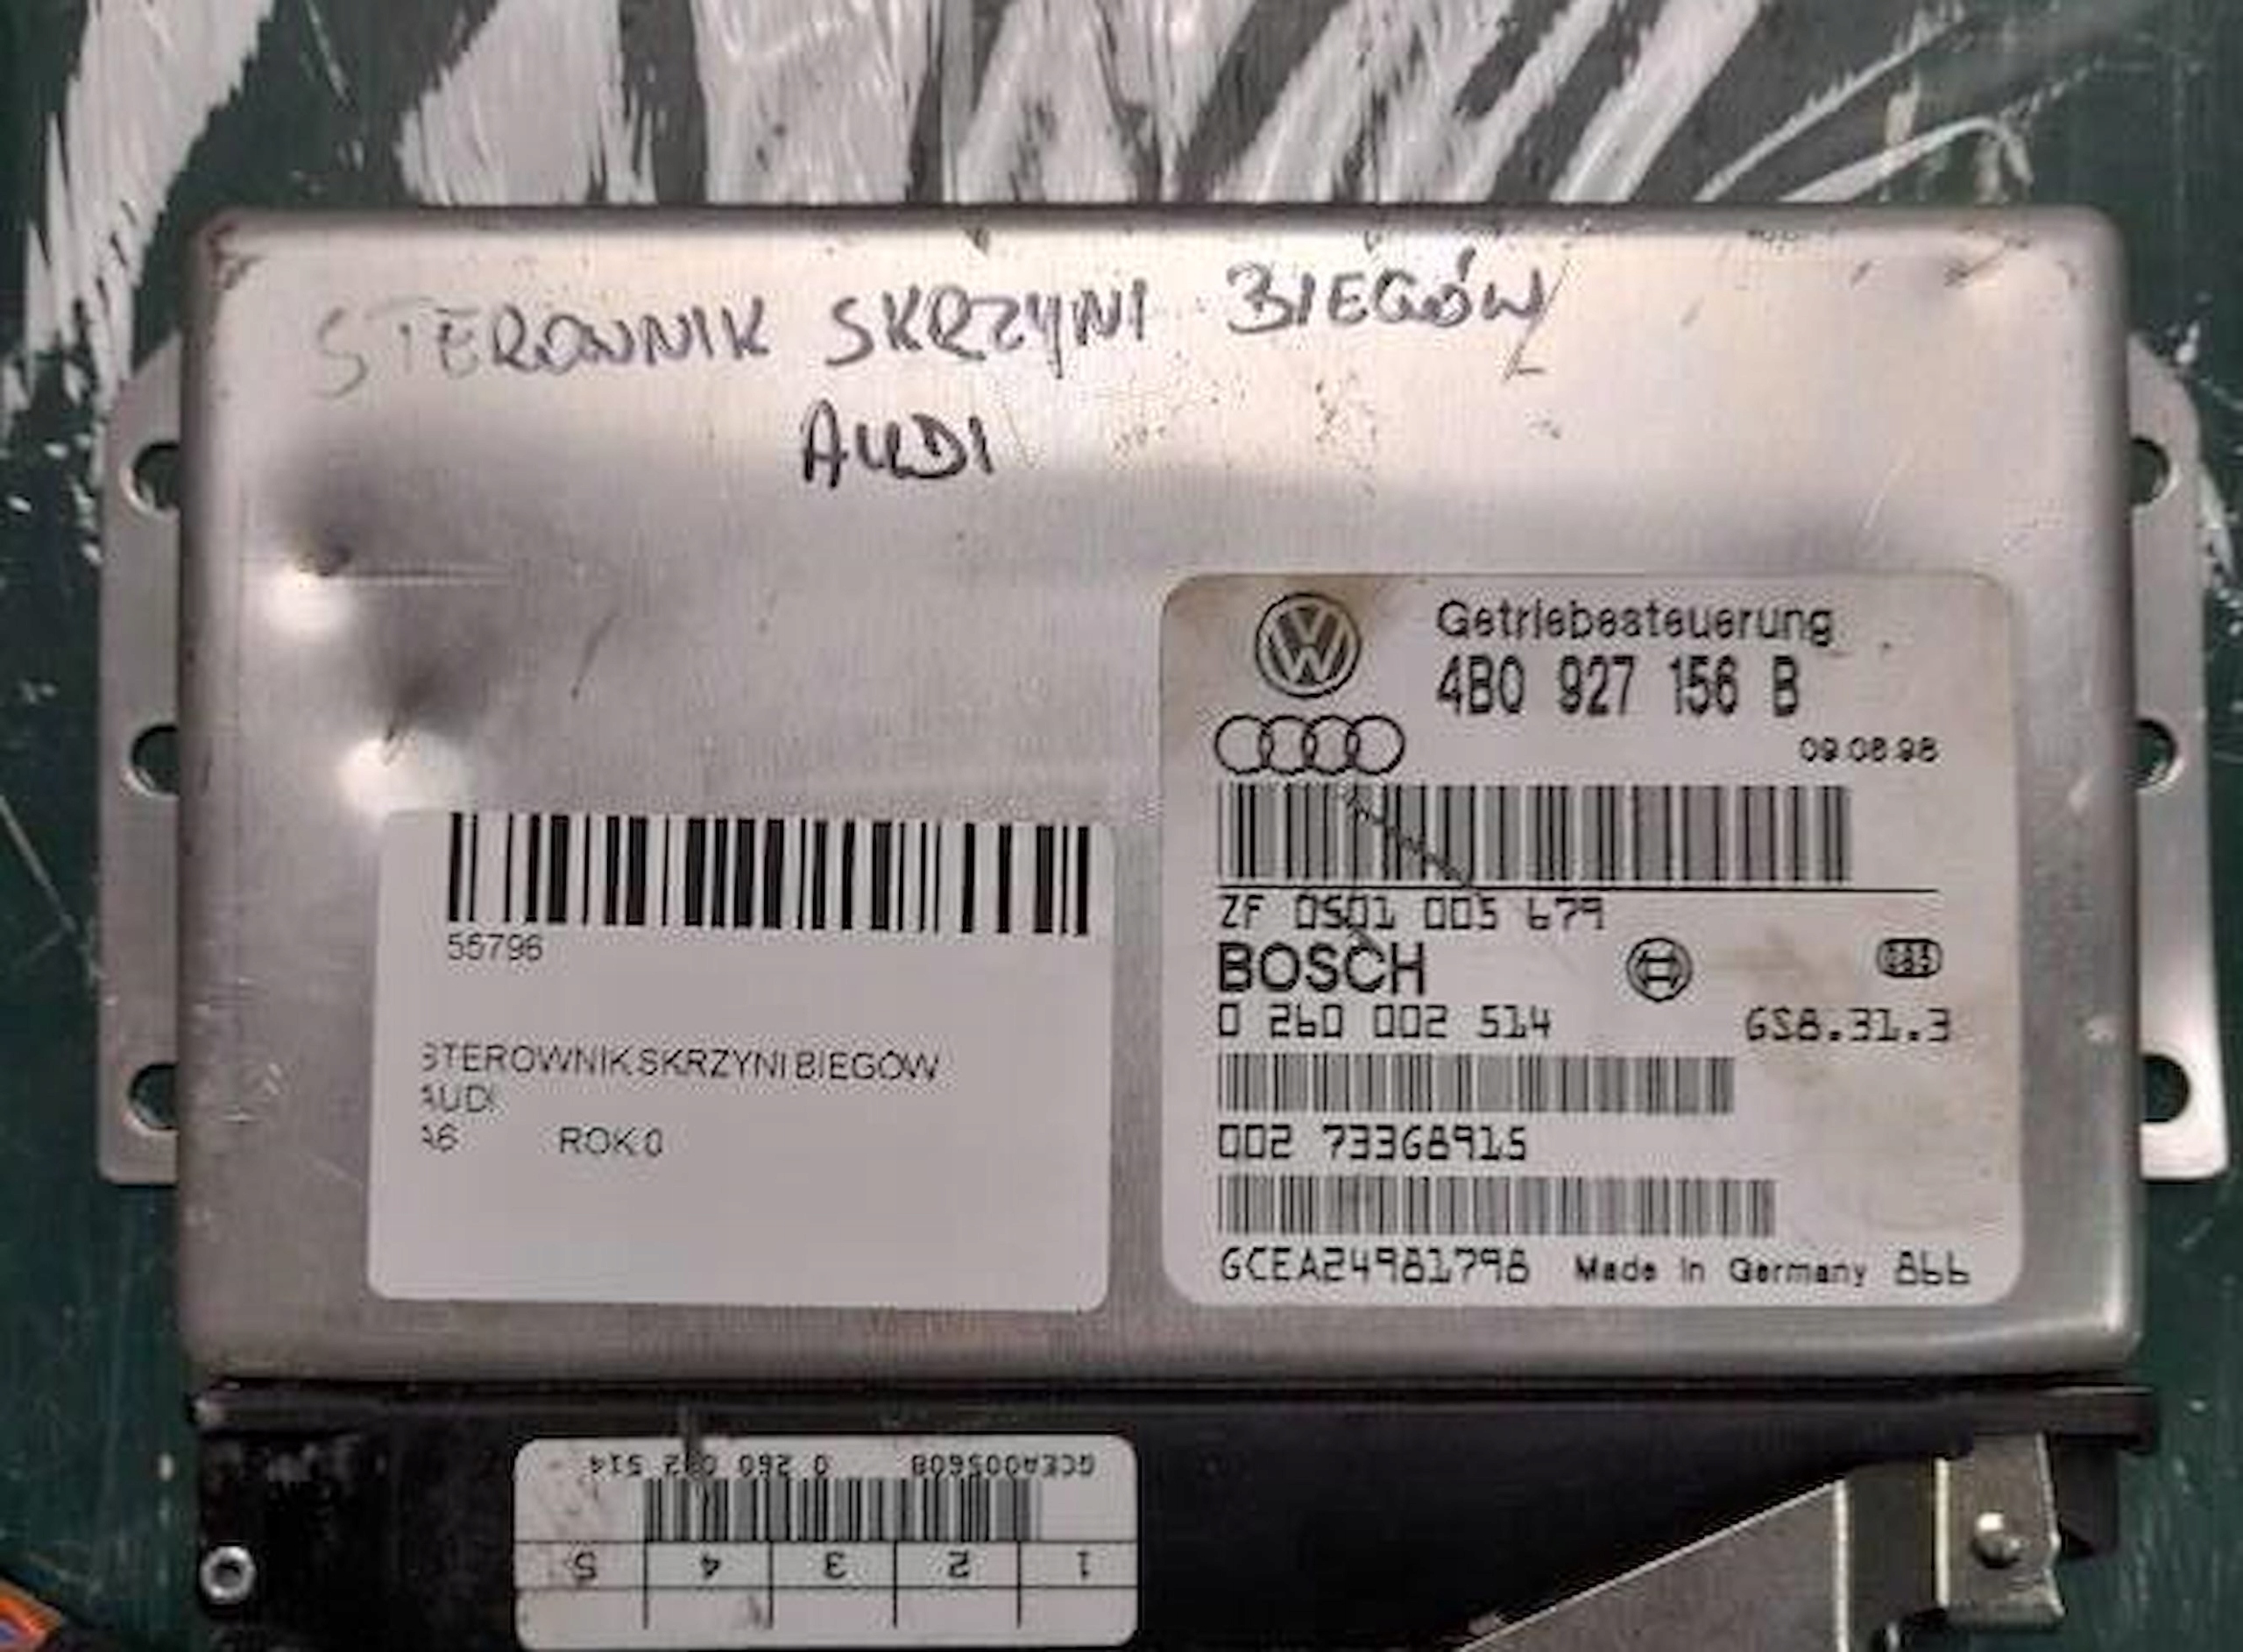 STEROWNIK SKRZYNI BIEGÓW
AUDI
Getriebesteuerung
4B0 927 156 B
09.08.98
ZF 0501 005 679
BOSCH
0 260 002 514 GS8.31.3
002 73368915
GCEA24981798 Made in Germany 866
55796
STEROWNIK SKRZYNI BIEGÓW
AUDI
A6 ROK 0
GCEA005608 0 260 002 514
1 2 3 4 5